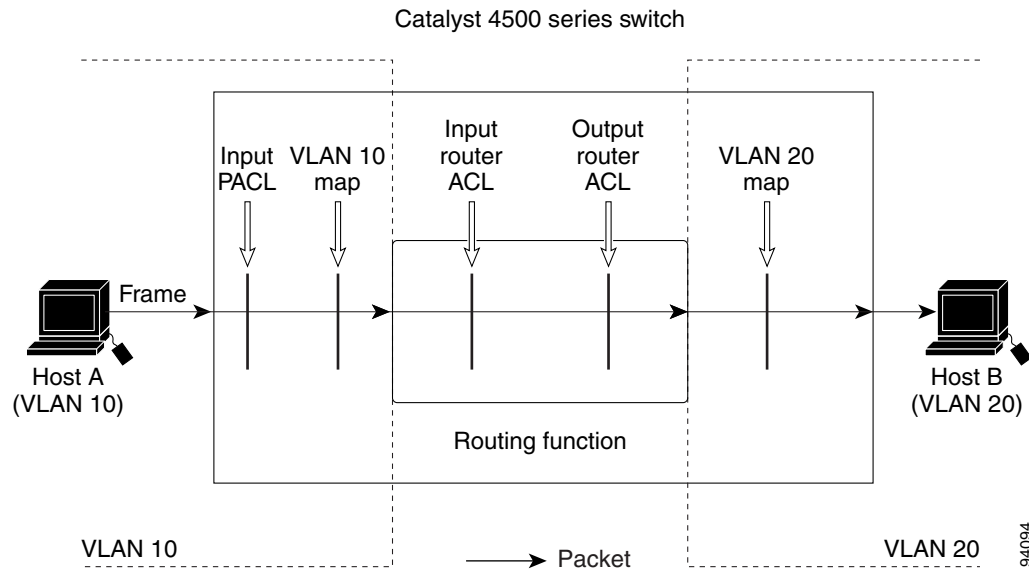 Catalyst 4500 series switch
Input
PACL
VLAN 10
map
Input
router
ACL
Output
router
ACL
VLAN 20
map
Frame
Host A
(VLAN 10)
Host B
(VLAN 20)
Routing function
VLAN 10
Packet
VLAN 20
94094